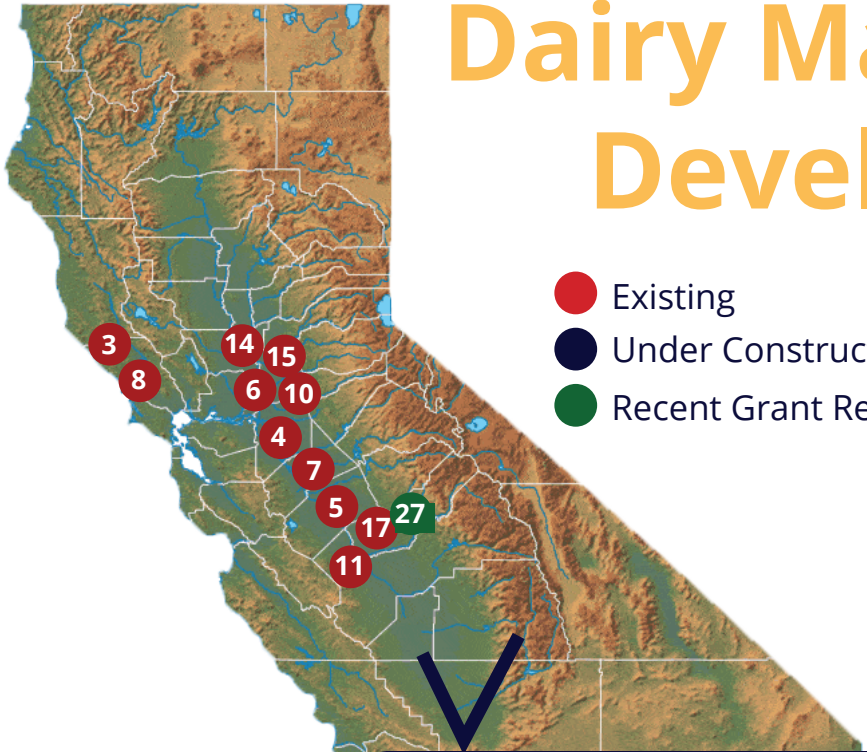 Dairy Ma
Devel
Existing
Under Construc
Recent Grant Re
3
14
15
8
6
10
4
7
5
17
27
11